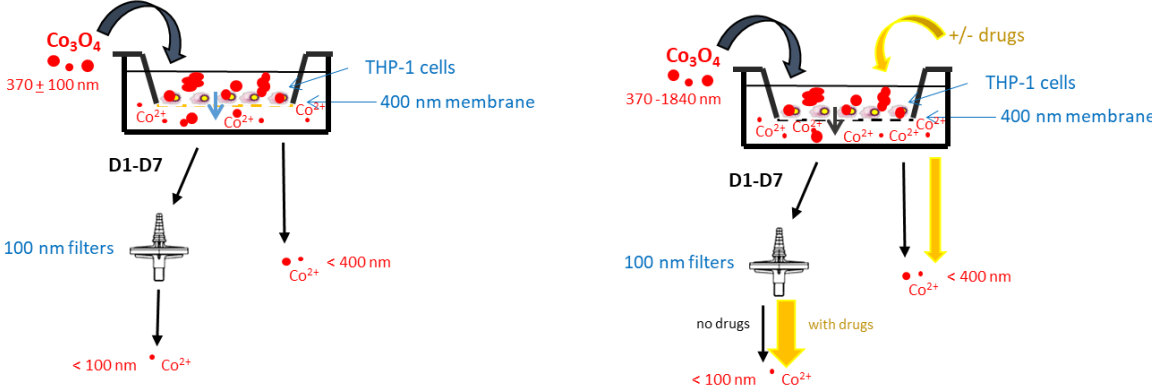 Co₃O₄
370 ± 100 nm
THP-1 cells
400 nm membrane
Co²⁺
Co²⁺
Co²⁺
D1-D7
100 nm filters
Co²⁺
< 400 nm
< 100 nm
Co²⁺
Co₃O₄
370 -1840 nm
+/- drugs
THP-1 cells
400 nm membrane
Co²⁺
Co²⁺
Co²⁺
Co²⁺
Co²⁺
D1-D7
100 nm filters
Co²⁺
< 400 nm
no drugs
with drugs
< 100 nm
Co²⁺